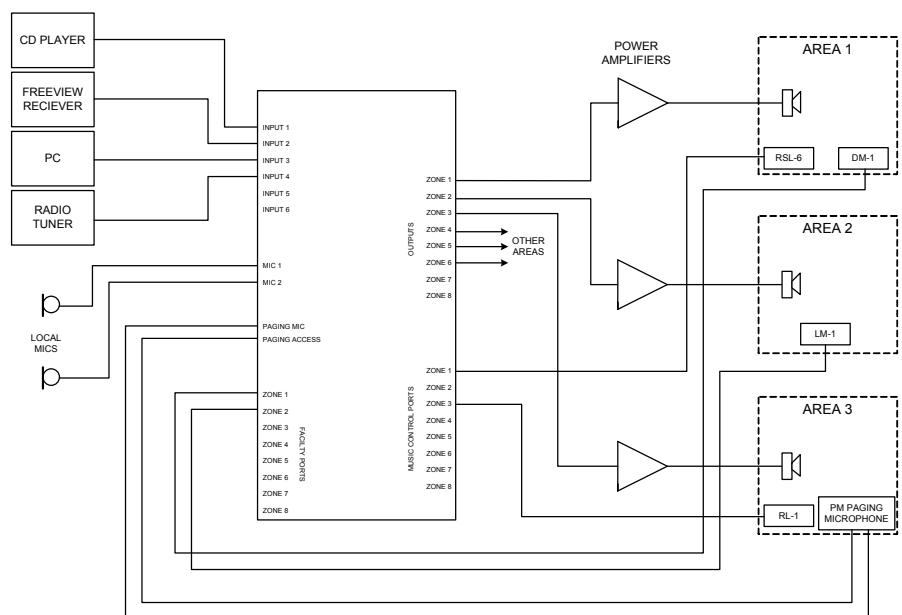 CD PLAYER
FREEVIEW
RECIEVER
PC
RADIO
TUNER
LOCAL
MICS
INPUT 1
INPUT 2
INPUT 3
INPUT 4
INPUT 5
INPUT 6
MIC 1
MIC 2
PAGING MIC
PAGING ACCESS
ZONE 1
ZONE 2
ZONE 3
ZONE 4
ZONE 5
ZONE 6
ZONE 7
ZONE 8
FACILTY PORTS
OUTPUTS
ZONE 1
ZONE 2
ZONE 3
ZONE 4
ZONE 5
ZONE 6
ZONE 7
ZONE 8
OTHER
AREAS
MUSIC CONTROL PORTS
ZONE 1
ZONE 2
ZONE 3
ZONE 4
ZONE 5
ZONE 6
ZONE 7
ZONE 8
POWER
AMPLIFIERS
AREA 1
RSL-6
DM-1
AREA 2
LM-1
AREA 3
RL-1
PM PAGING
MICROPHONE